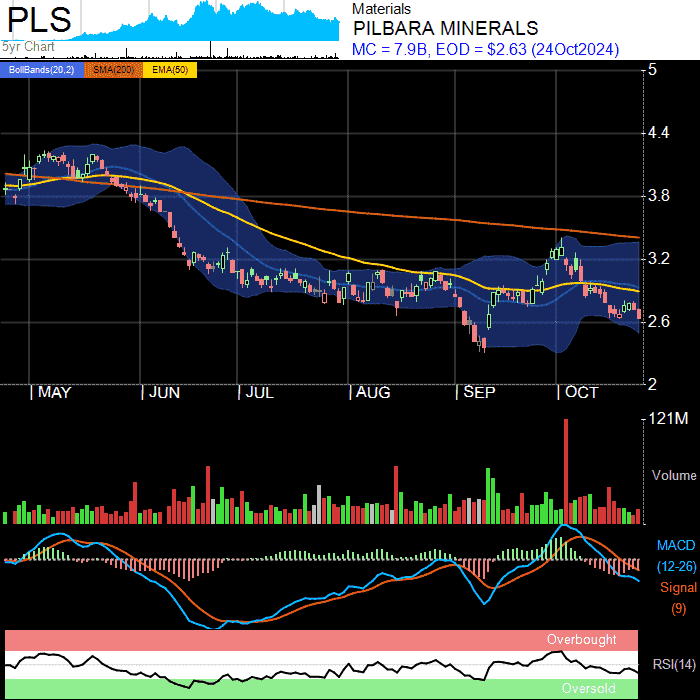 PLS
5yr Chart
Materials
PILBARA MINERALS
MC = 7.9B, EOD = $2.63 (24Oct2024)
BollBands(20,2) SMA(200) EMA(50)
5
4.4
3.8
3.2
2.6
2
MAY JUN JUL AUG SEP OCT
121M
Volume
MACD
(12-26)
Signal
(9)
Overbought
RSI(14)
Oversold